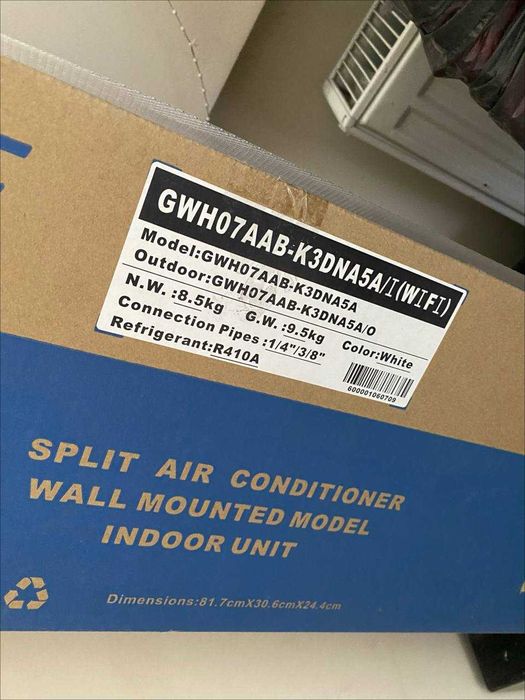 GWH07AAB-K3DNA5A/I(WIFI)
Model:GWH07AAB-K3DNA5A
Outdoor:GWH07AAB-K3DNA5A/O
N.W. :8.5kg G.W. :9.5kg Color:White
Connection Pipes :1/4"/3/8"
Refrigerant:R410A
600001060709
SPLIT AIR CONDITIONER
WALL MOUNTED MODEL
INDOOR UNIT
Dimensions:81.7cmX30.6cmX24.4cm